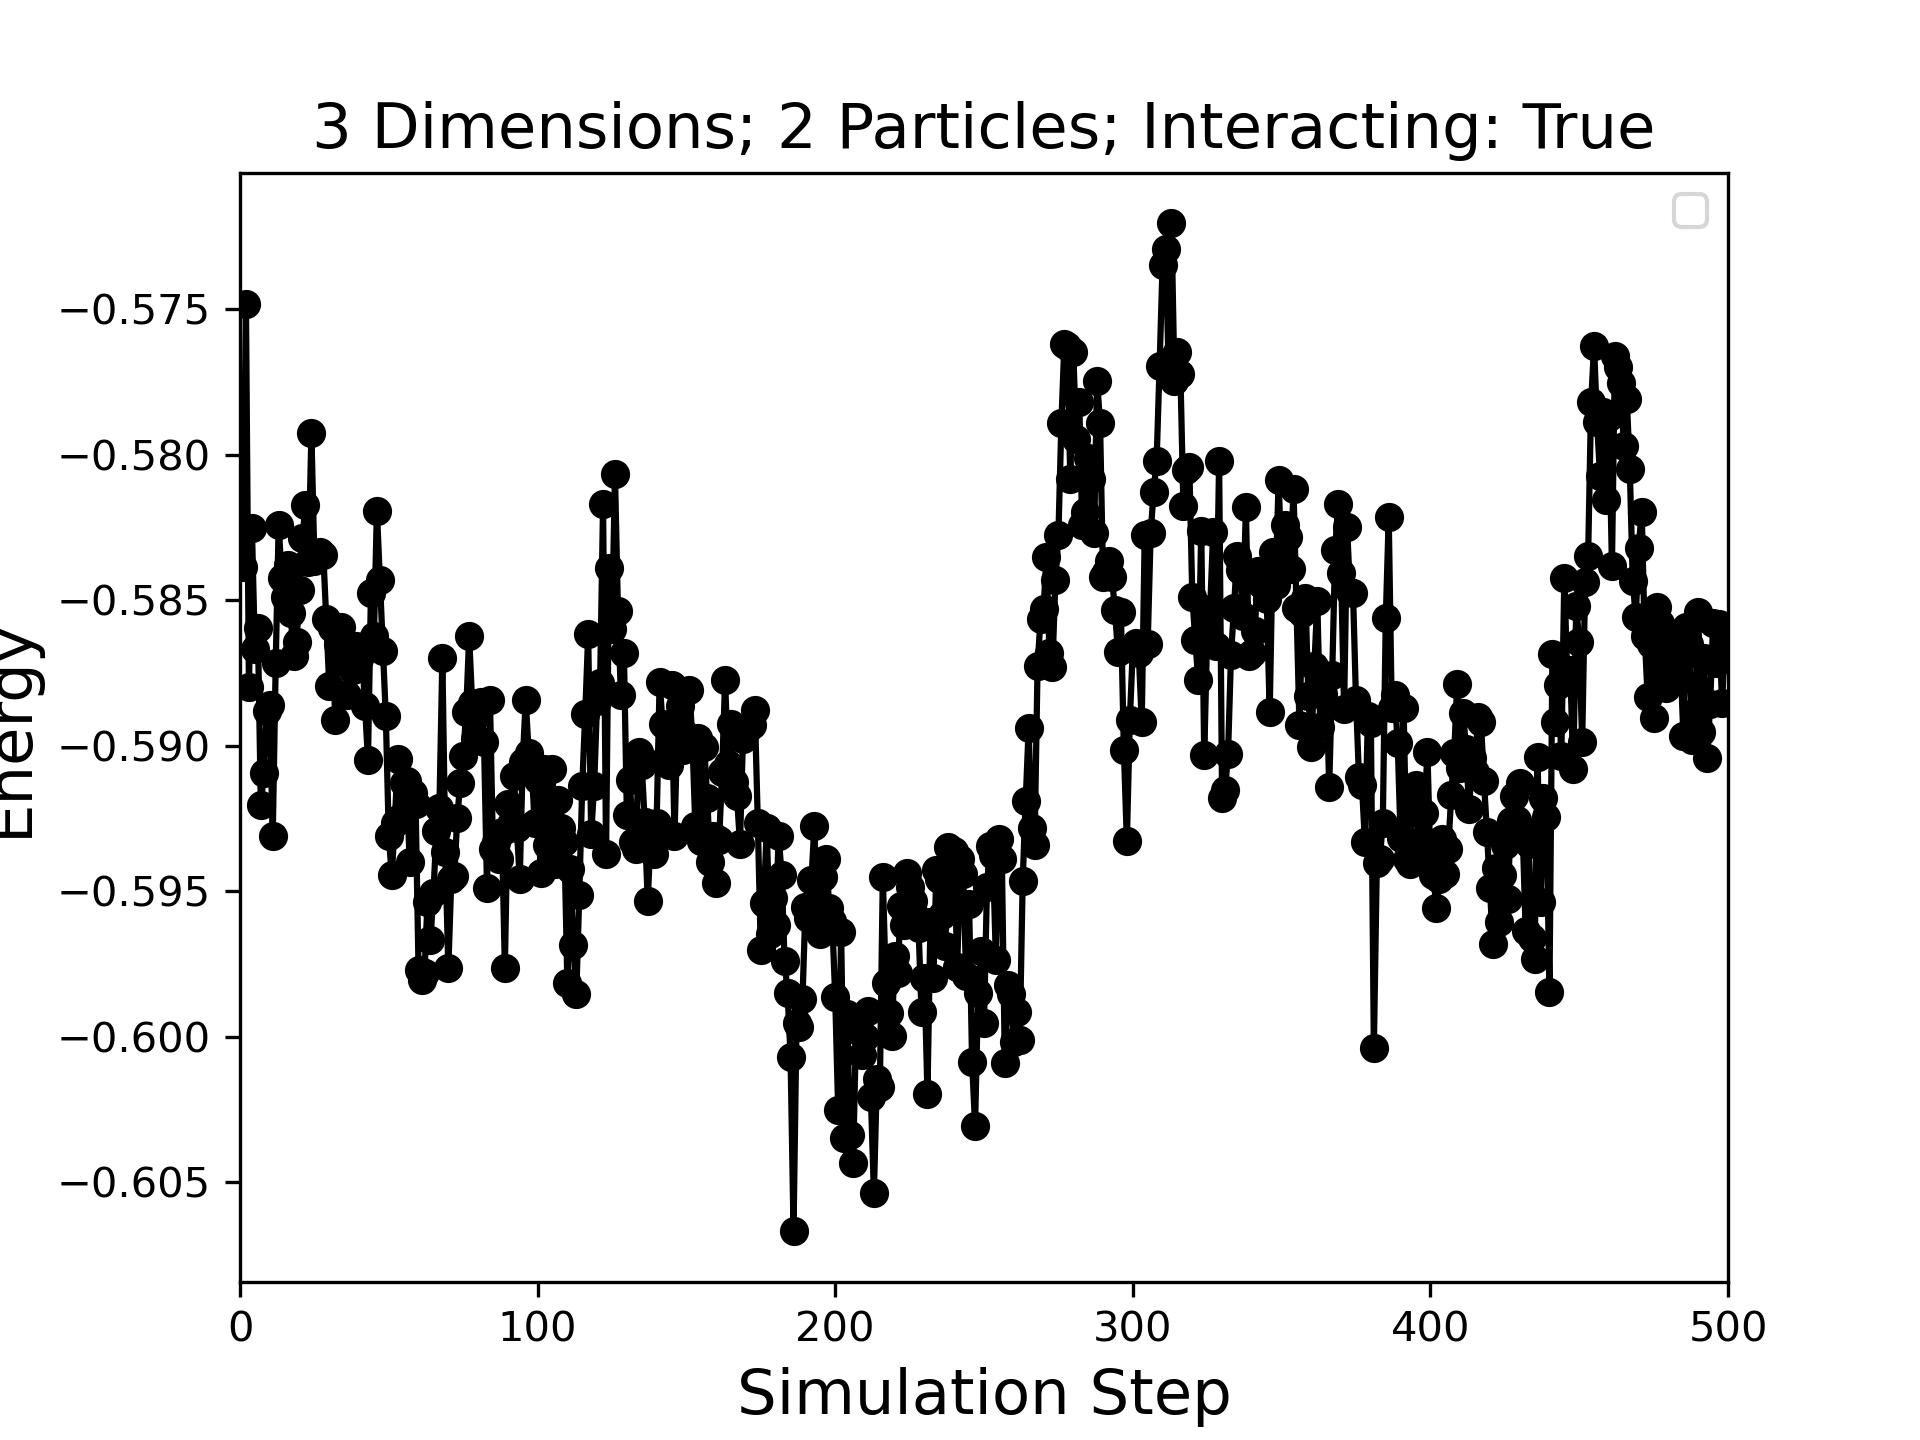 3 Dimensions; 2 Particles; Interacting: True
Energy
−0.575
−0.580
−0.585
−0.590
−0.595
−0.600
−0.605
0 100 200 300 400 500
Simulation Step